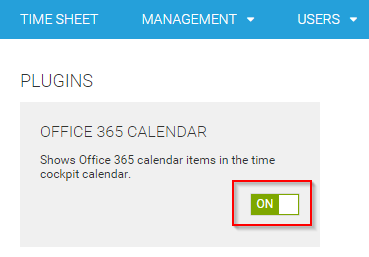 TIME SHEET MANAGEMENT USERS
PLUGINS
OFFICE 365 CALENDAR
Shows Office 365 calendar items in the time
cockpit calendar.
ON